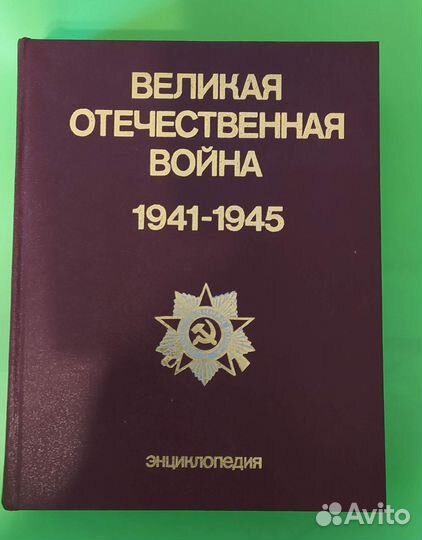 ВЕЛИКАЯ
ОТЕЧЕСТВЕННАЯ
ВОЙНА
1941-1945
ЭНЦИКЛОПЕДИЯ
Avito